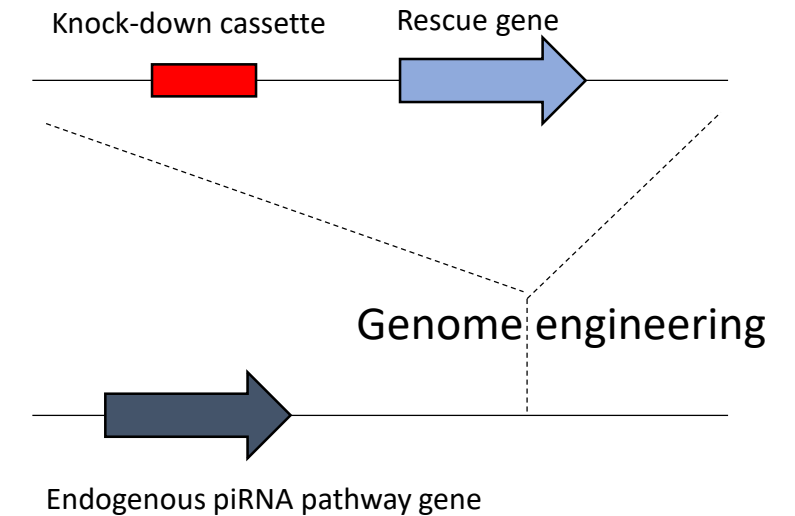 Knock-down cassette
Rescue gene
Genome engineering
Endogenous piRNA pathway gene